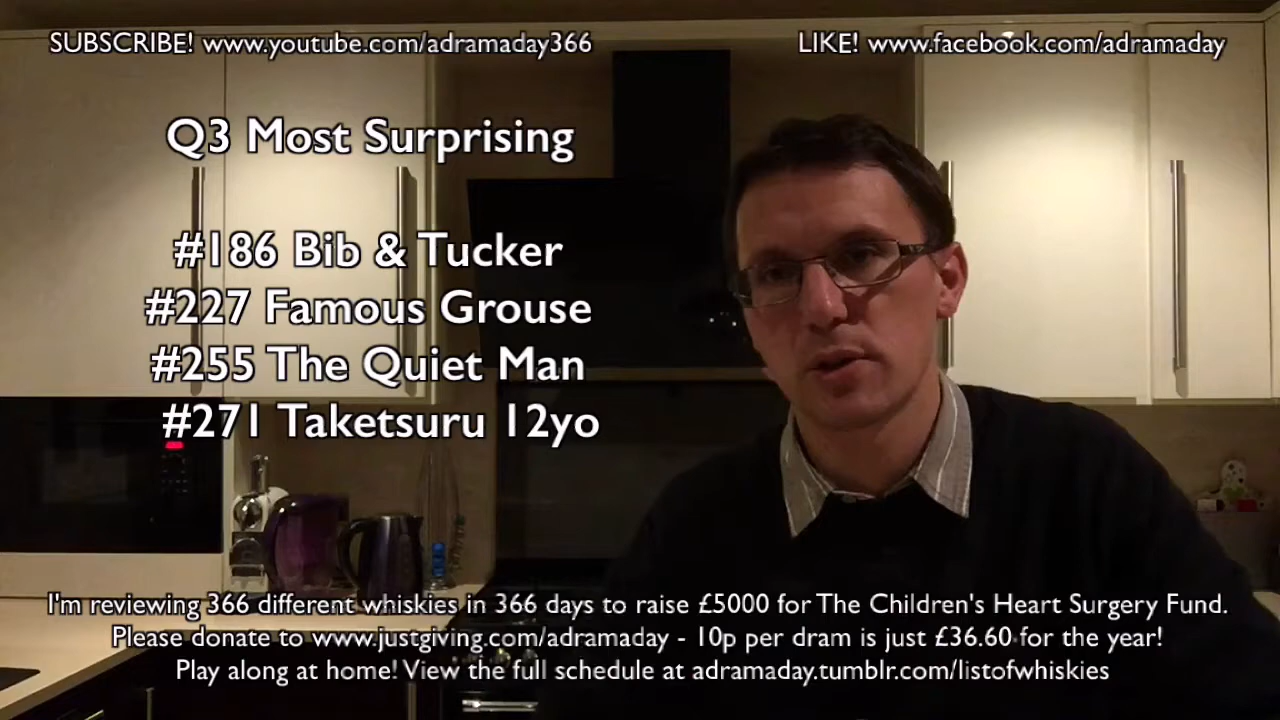 SUBSCRIBE! www.youtube.com/adramaday366
LIKE! www.facebook.com/adramaday
Q3 Most Surprising
#186 Bib & Tucker
#227 Famous Grouse
#255 The Quiet Man
#271 Taketsuru 12yo
I'm reviewing 366 different whiskies in 366 days to raise £5000 for The Children's Heart Surgery Fund.
Please donate to www.justgiving.com/adramaday - 10p per dram is just £36.60 for the year!
Play along at home! View the full schedule at adramaday.tumblr.com/listofwhiskies